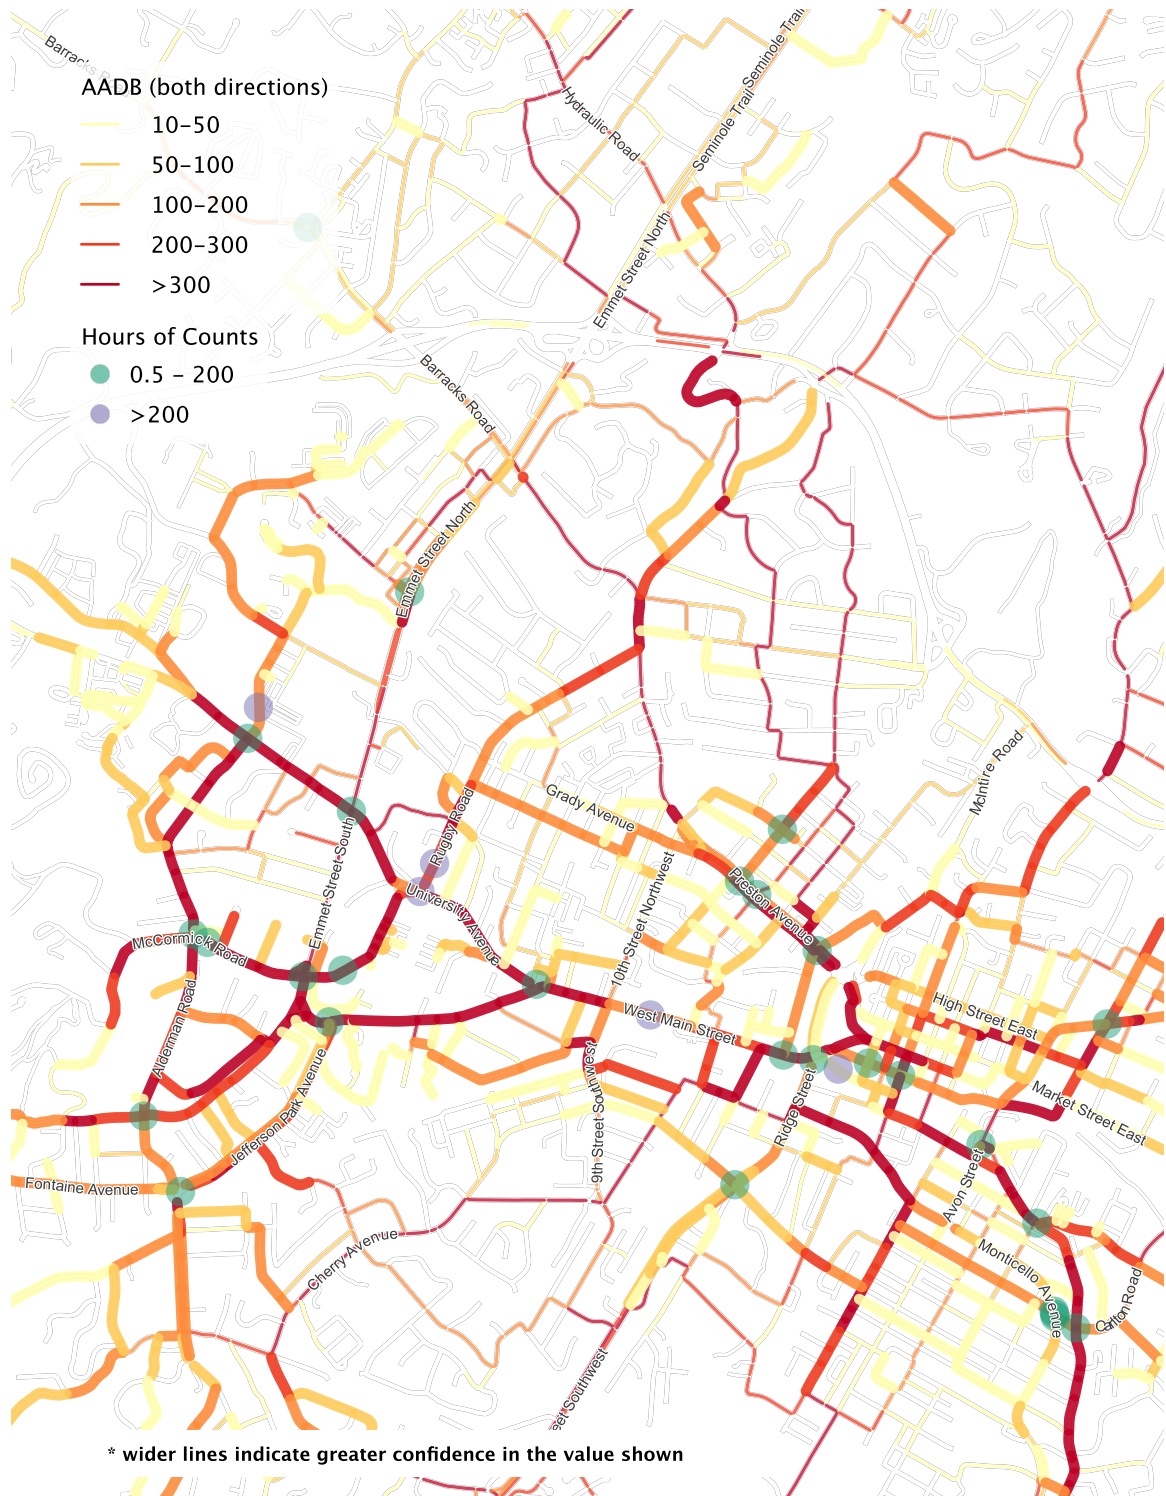 Barracks Road
AADB (both directions)
10–50
50–100
100–200
200–300
>300
Hours of Counts
0.5 – 200
>200
Seminole Trail
Seminole Trail
Hydraulic Road
Emmet Street North
Barracks Road
Emmet Street North
McIntire Road
Grady Avenue
Rugby Road
Emmet Street South
University Avenue
10th Street Northwest
Preston Avenue
McCormick Road
Alderman Road
West Main Street
High Street East
Market Street East
Jefferson Park Avenue
9th Street Southwest
Ridge Street
Avon Street
Fontaine Avenue
Cherry Avenue
Monticello Avenue
Carlton Road
eet Southwest
* wider lines indicate greater confidence in the value shown